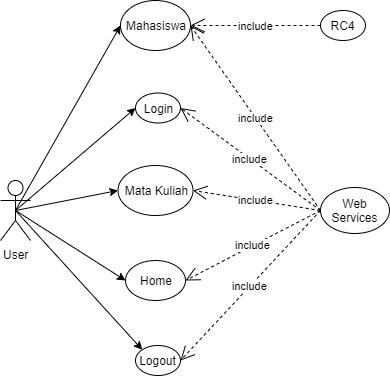 Mahasiswa
include
RC4
include
Login
include
Mata Kuliah
include
Web
Services
User
include
Home
include
Logout